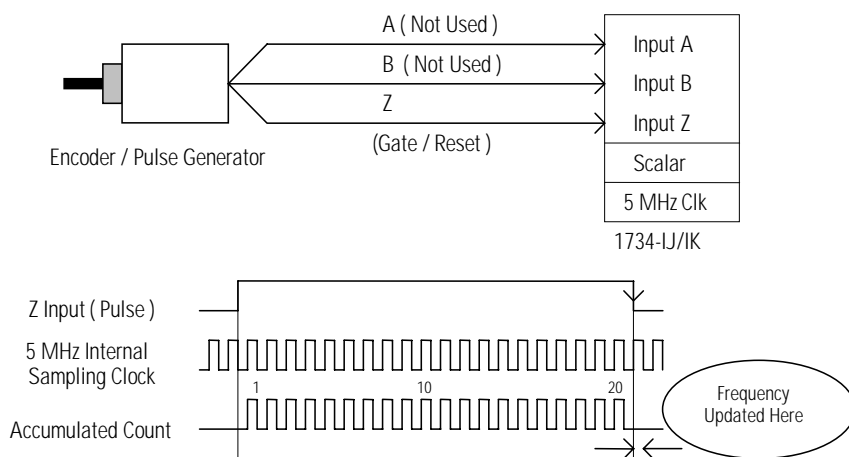 A ( Not Used )
B ( Not Used )
Z
(Gate / Reset )
Encoder / Pulse Generator
Input A
Input B
Input Z
Scalar
5 MHz Clk
1734-IJ/IK
Z Input ( Pulse )
5 MHz Internal
Sampling Clock
1 10 20
Accumulated Count
Frequency
Updated Here